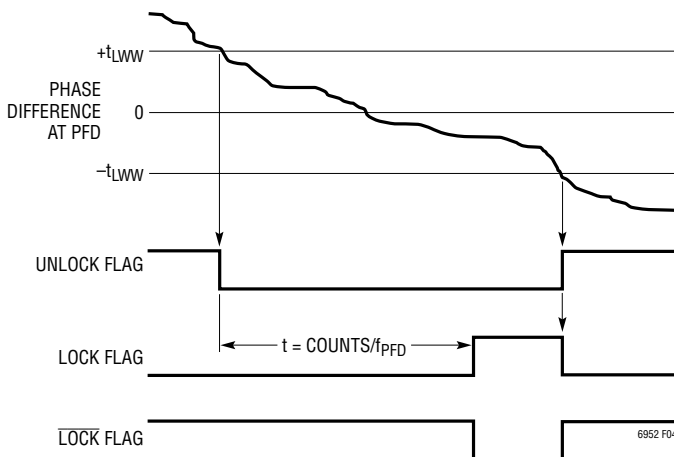 +tLWW
PHASE
DIFFERENCE
AT PFD
0
–tLWW
UNLOCK FLAG
t = COUNTS/fPFD
LOCK FLAG
LOCK FLAG
6952 F04